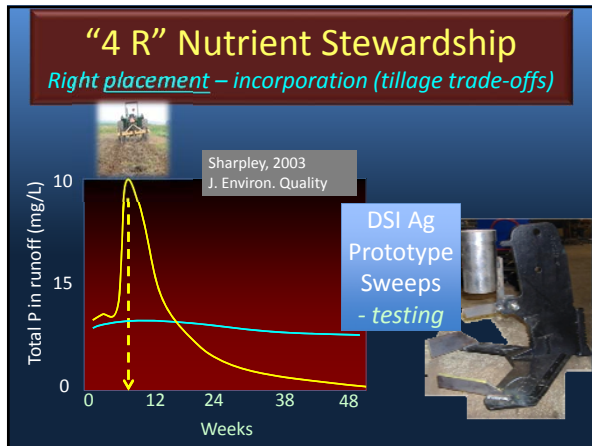 “4 R” Nutrient Stewardship
Right placement – incorporation (tillage trade-offs)
Sharpley, 2003
J. Environ. Quality
10
15
0
Total P in runoff (mg/L)
0 12 24 38 48
Weeks
DSI Ag
Prototype
Sweeps
- testing